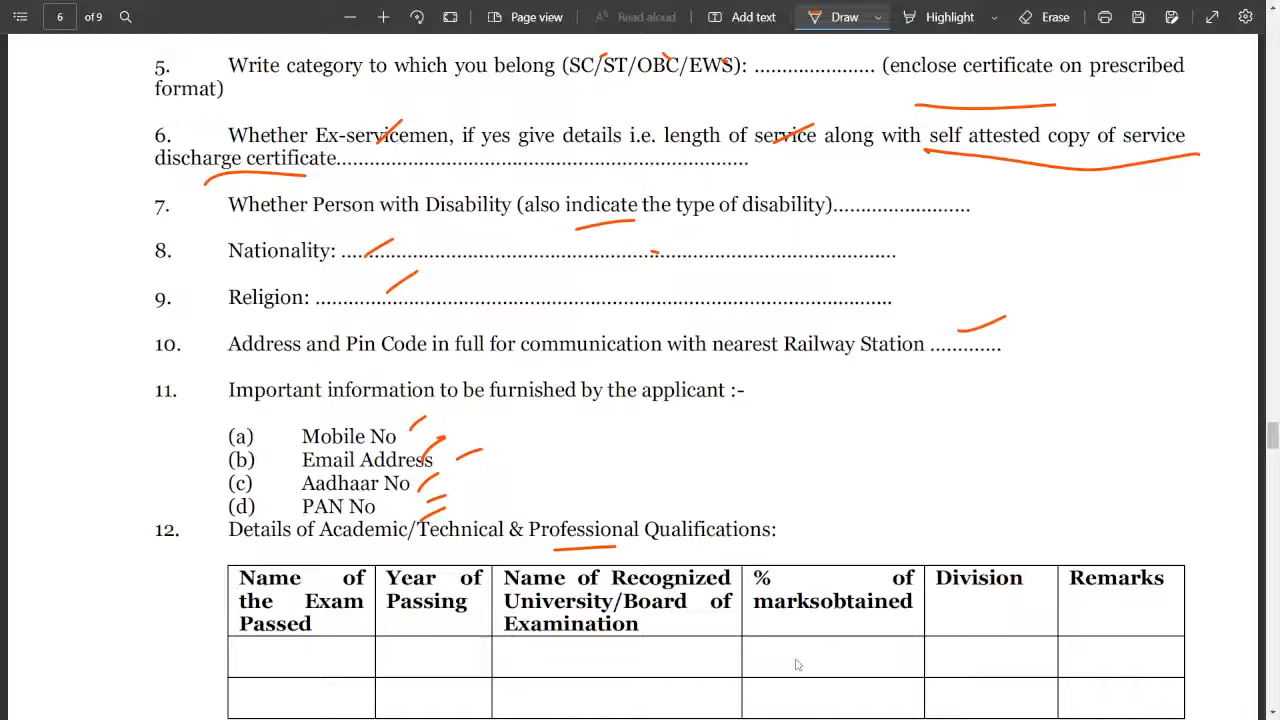 6 of 9 Page view Read aloud Add text Draw Highlight Erase
5. Write category to which you belong (SC/ST/OBC/EWS): ...................... (enclose certificate on prescribed
format)
6. Whether Ex-servicemen, if yes give details i.e. length of service along with self attested copy of service
discharge certificate...........................................................................
7. Whether Person with Disability (also indicate the type of disability).........................
8. Nationality: .....................................................................................................
9. Religion: .........................................................................................................
10. Address and Pin Code in full for communication with nearest Railway Station .............
11. Important information to be furnished by the applicant :-
(a) Mobile No
(b) Email Address
(c) Aadhaar No
(d) PAN No
12. Details of Academic/Technical & Professional Qualifications:
Name of Year of Name of Recognized % of Division Remarks
the Exam Passing University/Board of marksobtained
Passed Examination